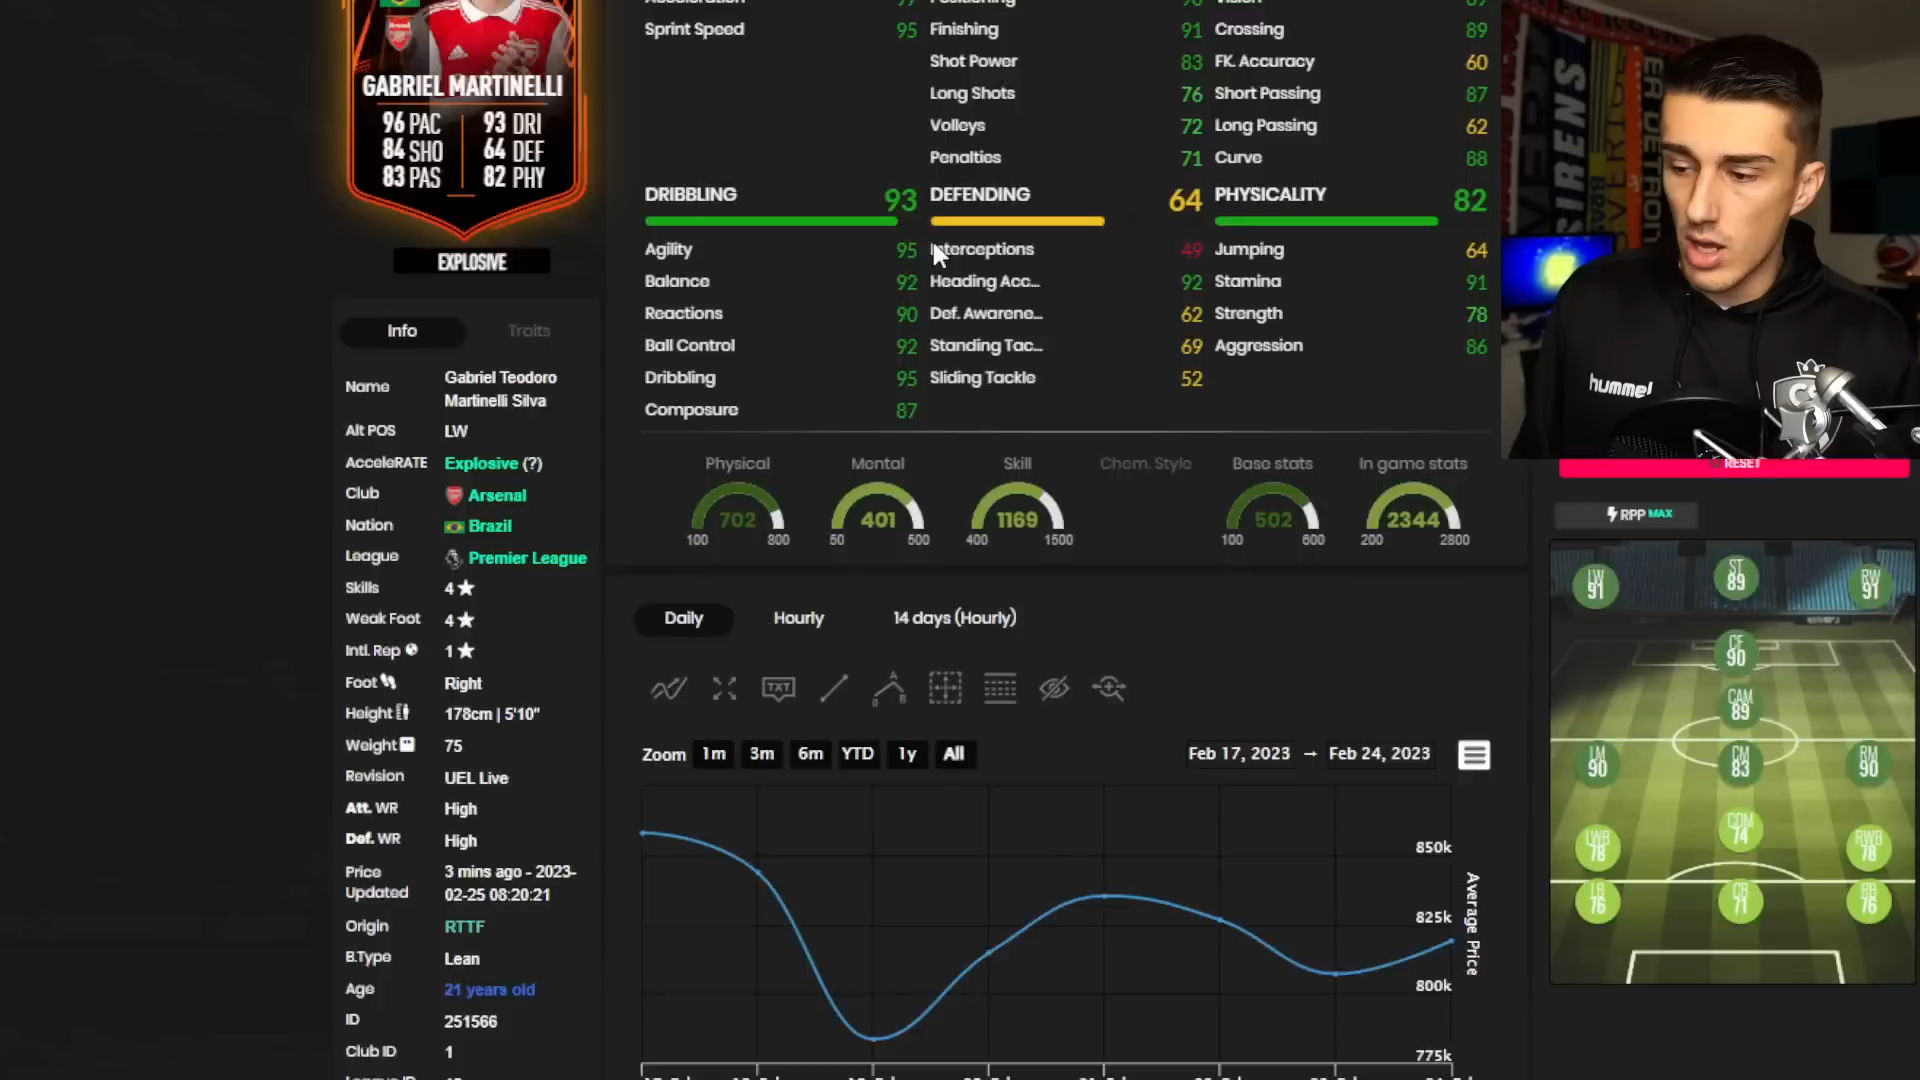 Sprint Speed 95 Finishing 91 Crossing 89
Shot Power 83 FK. Accuracy 60
GABRIEL MARTINELLI
Long Shots 76 Short Passing 87
96 PAC 93 DRI
Volleys 72 Long Passing 62
84 SHO 64 DEF
Penalties 71 Curve 88
83 PAS 82 PHY
DRIBBLING 93 DEFENDING 64 PHYSICALITY 82
EXPLOSIVE
Agility 95 Interceptions 49 Jumping 64
Balance 92 Heading Acc... 92 Stamina 91
Reactions 90 Def. Awarene... 62 Strength 78
Ball Control 92 Standing Tac... 69 Aggression 86
Dribbling 95 Sliding Tackle 52
Composure 87
SIRENS
hummel
Info Traits
Name Gabriel Teodoro
Martinelli Silva
Alt POS LW
AcceleRATE Explosive (?)
Club Arsenal
Nation Brazil
League Premier League
Skills 4
Weak Foot 4
Intl. Rep 1
Foot Right
Height 178cm | 5'10"
Weight 75
Revision UEL Live
Att. WR High
Def. WR High
Price Updated 3 mins ago - 2023-
02-25 08:20:21
Origin RTTF
B.Type Lean
Age 21 years old
ID 251566
Club ID 1
Physical Mental Skill Chem. Style Base stats In game stats
702 401 1169 502 2344
100 800 50 500 400 1500 100 600 200 2800
Daily Hourly 14 days (Hourly)
TXT
Zoom 1m 3m 6m YTD 1y All Feb 17, 2023 → Feb 24, 2023
850k
825k
800k
775k
Average Price
RESET
RPP MAX
LW 91 ST 89 RW 91
CF 90
CAM 89
LM 90 CM 83 RM 90
CDM 74
LWB 78 RWB 78
LB 76 CB 71 RB 76